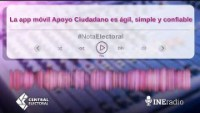 La app móvil Apoyo Ciudadano es ágil, simple y confiable
#NotaElectoral
CENTRAL
ELECTORAL
INEradio